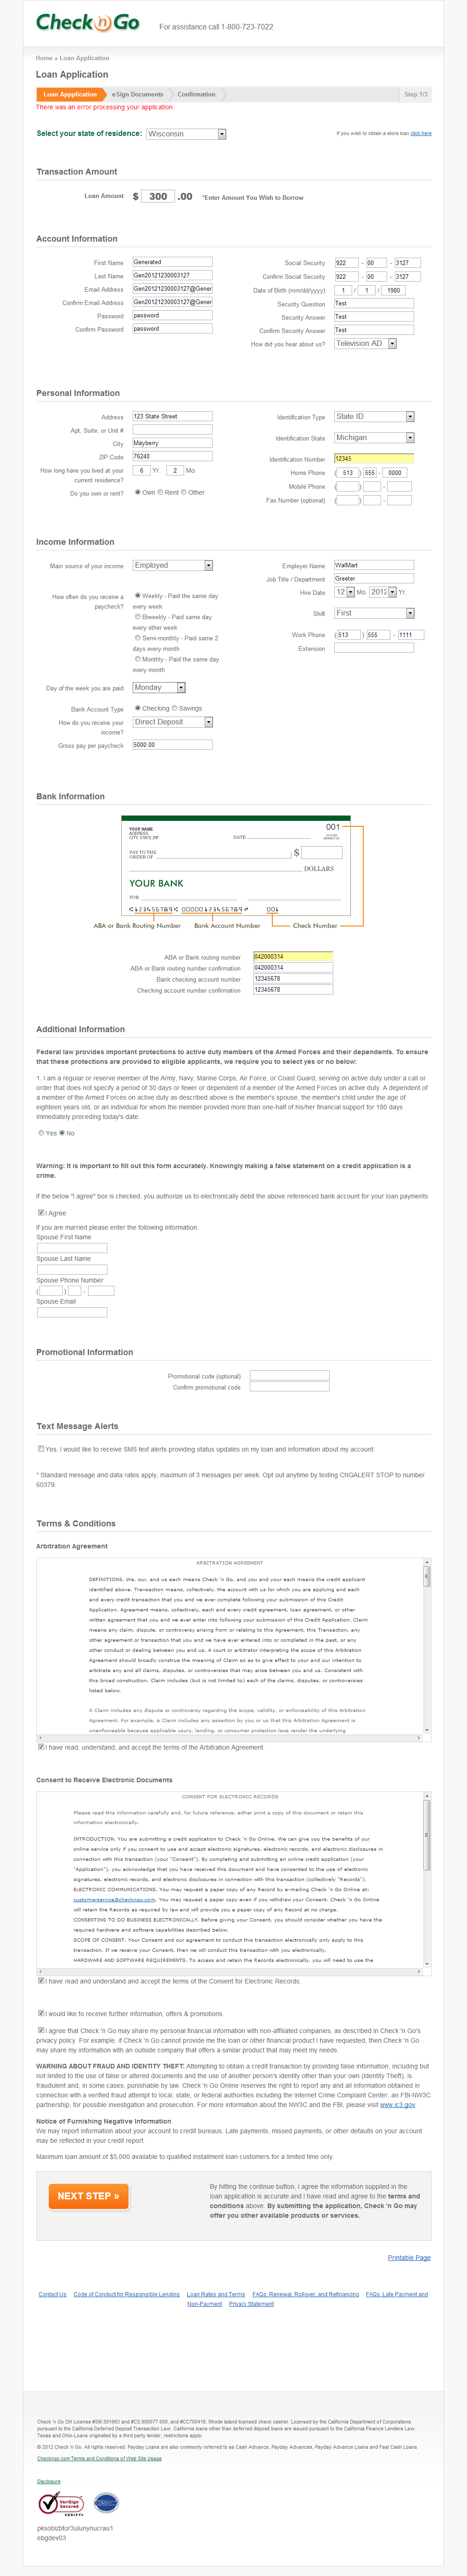 Check 'n Go
For assistance call 1-800-723-7022
Home » Loan Application
Loan Application
Loan Appplication eSign Documents Confirmation Step 1/3
There was an error processing your application.
Select your state of residence: Wisconsin
If you wish to obtain a store loan click here
Transaction Amount
Loan Amount $ 300 .00 *Enter Amount You Wish to Borrow
Account Information
First Name Generated
Last Name Gen20121230003127
Email Address Gen20121230003127@Gener
Confirm Email Address Gen20121230003127@Gener
Password password
Confirm Password password
Social Security 922 - 00 - 3127
Confirm Social Security 922 - 00 - 3127
Date of Birth (mm/dd/yyyy) 1 / 1 / 1980
Security Question Test
Security Answer Test
Confirm Security Answer Test
How did you hear about us? Television AD
Personal Information
Address 123 State Street
Apt, Suite, or Unit #
City Mayberry
ZIP Code 76240
How long have you lived at your
current residence? 6 Yr. 2 Mo.
Do you own or rent? Own Rent Other
Identification Type State ID
Identification State Michigan
Identification Number 12345
Home Phone ( 513 ) 555 - 0000
Mobile Phone ( ) -
Fax Number (optional) ( ) -
Income Information
Main source of your income Employed
How often do you receive a
paycheck?
Weekly - Paid the same day
every week
Biweekly - Paid same day
every other week
Semi-monthly - Paid same 2
days every month
Monthly - Paid the same day
every month
Day of the week you are paid Monday
Bank Account Type Checking Savings
How do you receive your
income? Direct Deposit
Gross pay per paycheck 5000.00
Employer Name WalMart
Job Title / Department Greeter
Hire Date 12 Mo. 2012 Yr.
Shift First
Work Phone ( 513 ) 555 - 1111
Extension
Bank Information
YOUR NAME
ADDRESS
CITY, STATE ZIP
DATE
001
PAY TO THE
ORDER OF $
DOLLARS
YOUR BANK
FOR
123456789 00000123456789 001
ABA or Bank Routing Number Bank Account Number Check Number
ABA or Bank routing number 042000314
ABA or Bank routing number confirmation 042000314
Bank checking account number 12345678
Checking account number confirmation 12345678
Additional Information
Federal law provides important protections to active duty members of the Armed Forces and their dependents. To ensure
that these protections are provided to eligible applicants, we require you to select yes or no below:
1. I am a regular or reserve member of the Army, Navy, Marine Corps, Air Force, or Coast Guard, serving on active duty under a call or
order that does not specify a period of 30 days or fewer or dependent of a member of the Armed Forces on active duty. A dependent of
a member of the Armed Forces on active duty as described above is the member's spouse, the member's child under the age of
eighteen years old, or an individual for whom the member provided more than one-half of his/her financial support for 180 days
immediately preceding today's date.
Yes No
Warning: It is important to fill out this form accurately. Knowingly making a false statement on a credit application is a
crime.
If the below "I agree" box is checked, you authorize us to electronically debit the above referenced bank account for your loan payments
I Agree
If you are married please enter the following information.
Spouse First Name
Spouse Last Name
Spouse Phone Number
( ) -
Spouse Email
Promotional Information
Promotional code (optional)
Confirm promotional code
Text Message Alerts
Yes, I would like to receive SMS text alerts providing status updates on my loan and information about my account.
* Standard message and data rates apply, maximum of 3 messages per week. Opt out anytime by texting CNGALERT STOP to number
60379.
Terms & Conditions
Arbitration Agreement
ARBITRATION AGREEMENT
DEFINITIONS. We, our, and us each means Check 'n Go, and you and your each means the credit applicant
identified above. Transaction means, collectively, the account with us for which you are applying and each
and every credit transaction that you and we ever complete following your submission of this Credit
Application. Agreement means, collectively, each and every credit agreement, loan agreement, or other
written agreement that you and we ever enter into following your submission of this Credit Application. Claim
means any claim, dispute, or controversy arising from or relating to this Agreement, this Transaction, any
other agreement or transaction that you and we have ever entered into or completed in the past, or any
other conduct or dealing between you and us. A court or arbitrator interpreting the scope of this Arbitration
Agreement should broadly construe the meaning of Claim so as to give effect to your and our intention to
arbitrate any and all claims, disputes, or controversies that may arise between you and us. Consistent with
this broad construction, Claim includes (but is not limited to) each of the claims, disputes, or controversies
listed below.
A Claim includes any dispute or controversy regarding the scope, validity, or enforceability of this Arbitration
Agreement. For example, a Claim includes any assertion by you or us that this Arbitration Agreement is
unenforceable because applicable usury, lending, or consumer protection laws render the underlying
I have read, understand, and accept the terms of the Arbitration Agreement.
Consent to Receive Electronic Documents
CONSENT FOR ELECTRONIC RECORDS
Please read this information carefully and, for future reference, either print a copy of this document or retain this
information electronically.
INTRODUCTION. You are submitting a credit application to Check 'n Go Online. We can give you the benefits of our
online service only if you consent to use and accept electronic signatures, electronic records, and electronic disclosures in
connection with this transaction (your "Consent"). By completing and submitting an online credit application (your
"Application"), you acknowledge that you have received this document and have consented to the use of electronic
signatures, electronic records, and electronic disclosures in connection with this transaction (collectively "Records").
ELECTRONIC COMMUNICATIONS. You may request a paper copy of any Record by e-mailing Check 'n Go Online at:
customerservice@checkngo.com. You may request a paper copy even if you withdraw your Consent. Check 'n Go Online
will retain the Records as required by law and will provide you a paper copy of any Record at no charge.
CONSENTING TO DO BUSINESS ELECTRONICALLY. Before giving your Consent, you should consider whether you have the
required hardware and software capabilities described below.
SCOPE OF CONSENT. Your Consent and our agreement to conduct this transaction electronically only apply to this
transaction. If we receive your Consent, then we will conduct this transaction with you electronically.
HARDWARE AND SOFTWARE REQUIREMENTS. To access and retain the Records electronically, you will need to use the
I have read and understand and accept the terms of the Consent for Electronic Records.
I would like to receive further information, offers & promotions.
I agree that Check 'n Go may share my personal financial information with non-affiliated companies, as described in Check 'n Go's
privacy policy. For example, if Check 'n Go cannot provide me the loan or other financial product I have requested, then Check 'n Go
may share my information with an outside company that offers a similar product that may meet my needs.
WARNING ABOUT FRAUD AND IDENTITY THEFT: Attempting to obtain a credit transaction by providing false information, including but
not limited to the use of false or altered documents and the use of another person's identity other than your own (Identity Theft), is
fraudulent and, in some cases, punishable by law. Check 'n Go Online reserves the right to report any and all information obtained in
connection with a verified fraud attempt to local, state, or federal authorities including the Internet Crime Complaint Center, an FBI-NW3C
partnership, for possible investigation and prosecution. For more information about the NW3C and the FBI, please visit www.ic3.gov.
Notice of Furnishing Negative Information
We may report information about your account to credit bureaus. Late payments, missed payments, or other defaults on your account
may be reflected in your credit report.
Maximum loan amount of $5,000 available to qualified installment loan customers for a limited time only.
NEXT STEP »
By hitting the continue button, I agree the information supplied in the
loan application is accurate and I have read and agree to the terms and
conditions above. By submitting the application, Check 'n Go may
offer you other available products or services.
Printable Page
Contact Us Code of Conduct for Responsible Lending Loan Rates and Terms FAQs: Renewal, Rollover, and Refinancing FAQs: Late Payment and
Non-Payment Privacy Statement
Check 'n Go OH License #SM.501683 and #CS.900077.000, and #CC700416. Rhode Island licensed check casher. Licensed by the California Department of Corporations
pursuant to the California Deferred Deposit Transaction Law. California loans other than deferred deposit loans are issued pursuant to the California Finance Lenders Law.
Texas and Ohio-Loans originated by a third party lender, restrictions apply.
© 2012 Check 'n Go. All rights reserved. Payday Loans are also commonly referred to as Cash Advance, Payday Advances, Payday Advance Loans and Fast Cash Loans
Checkngo.com Terms and Conditions of Web Site Usage
Disclosure
VeriSign
Secured
VERIFY
pksoblzbtor3ulunynucrau1
ebgdev03